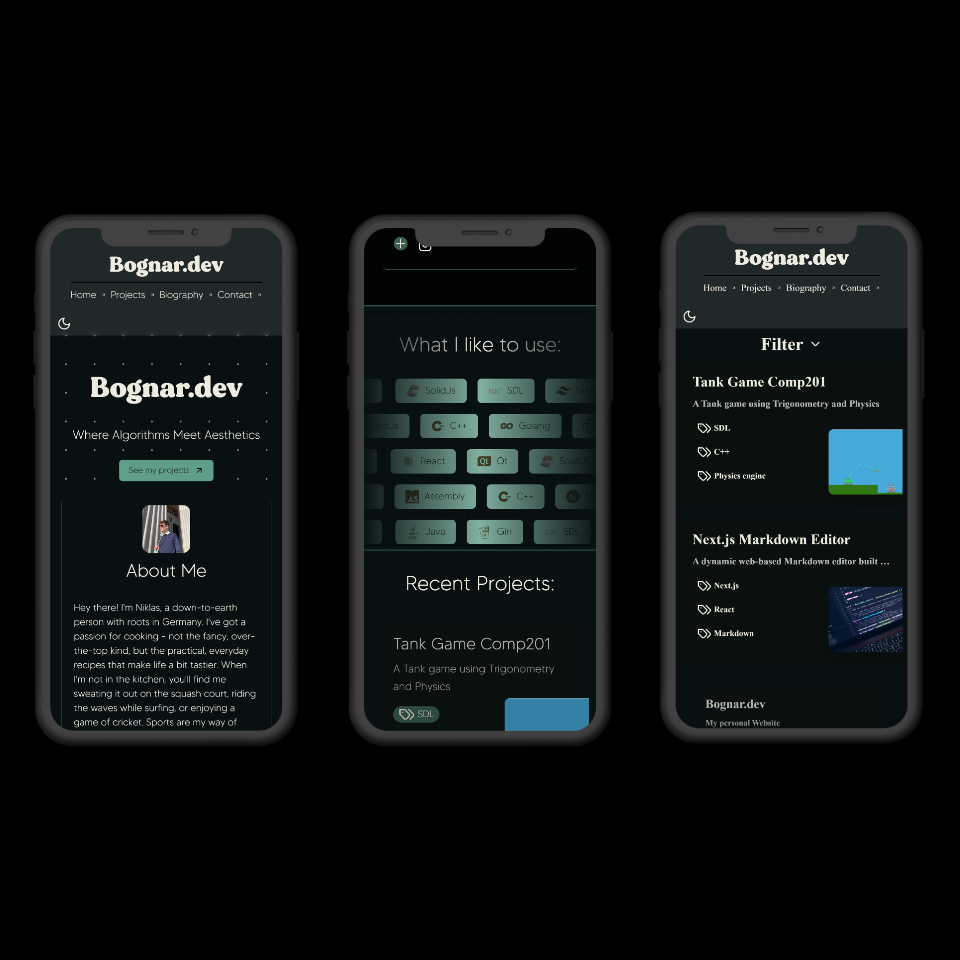 Bognar.dev
Home
Projects
Biography
Contact
Bognar.dev
Where Algorithms Meet Aesthetics
See my projects
About Me
Hey there! I'm Niklas, a down-to-earth
person with roots in Germany. I've got a
passion for cooking - not the fancy, over-
the-top kind, but the practical, everyday
recipes that make life a bit tastier. When
I'm not in the kitchen, you'll find me
sweating it out on the squash court, riding
the waves while surfing, or enjoying a
game of cricket. Sports are my way of
What I like to use:
SolidJs
SDL
C++
GO Golang
React
Qt Qt
SolidJs
AS Assembly
C++
Java
Gin
SDL
Recent Projects:
Tank Game Comp201
A Tank game using Trigonometry
and Physics
SDL
Bognar.dev
Home
Projects
Biography
Contact
Filter
Tank Game Comp201
A Tank game using Trigonometry and Physics
SDL
C++
Physics engine
Next.js Markdown Editor
A dynamic web-based Markdown editor built ...
Next.js
React
Markdown
Bognar.dev
My personal Website